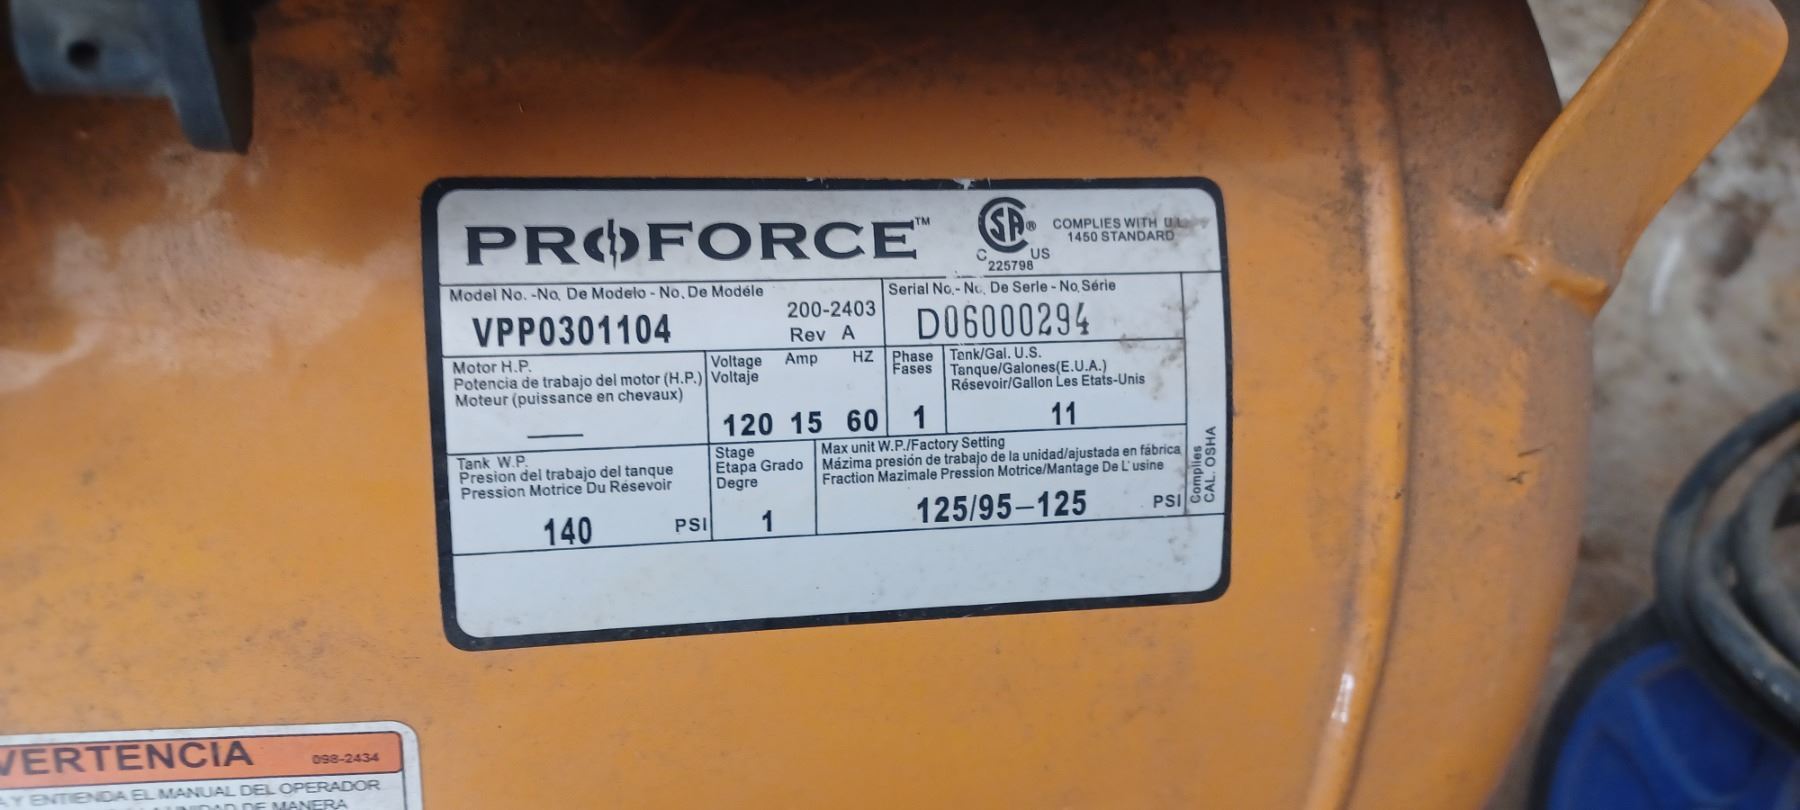 PROFORCE™
CSA® C US 225798
COMPLIES WITH U.L.
1450 STANDARD
Model No. -No. De Modelo - No. De Modéle
VPP0301104
200-2403
Rev A
Serial No.- No. De Serie - No. Série
D06000294
Motor H.P.
Potencia de trabajo del motor (H.P.)
Moteur (puissance en chevaux)
—
Voltage Amp HZ
Voltaje
120 15 60
Phase
Fases
1
Tank/Gal. U.S.
Tanque/Galones(E.U.A.)
Résevoir/Gallon Les Etats-Unis
11
Tank W.P.
Presion del trabajo del tanque
Pression Motrice Du Résevoir
140 PSI
Stage
Etapa Grado
Degre
1
Max unit W.P./Factory Setting
Mázima presión de trabajo de la unidad/ajustada en fábrica
Fraction Mazimale Pression Motrice/Mantage De L' usine
125/95-125 PSI
Complies
CAL. OSHA
VERTENCIA 098-2434
A Y ENTIENDA EL MANUAL DEL OPERADOR
UNIDAD DE MANERA